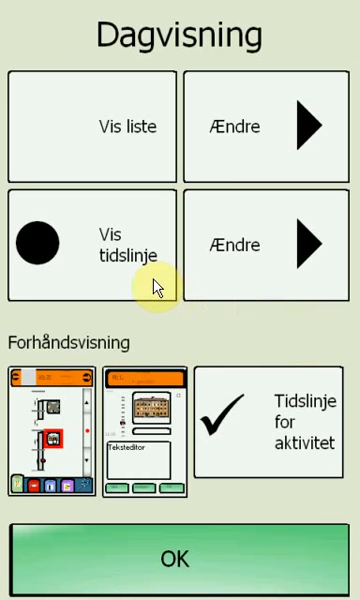 Dagvisning
Vis liste
Ændre
Vis
tidslinje
Ændre
Forhåndsvisning
Teksteditor
Tidslinje
for
aktivitet
OK